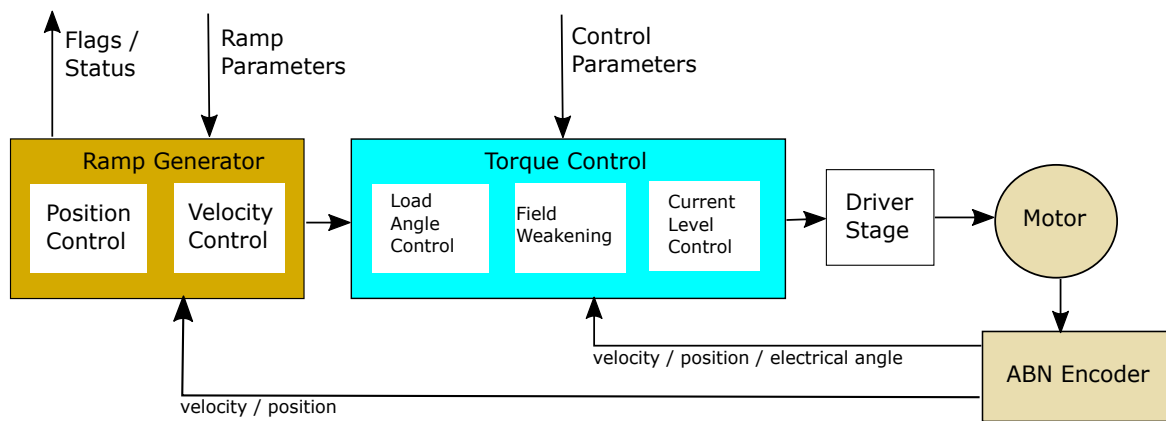 Flags /
Status
Ramp
Parameters
Control
Parameters
Ramp Generator
Position
Control
Velocity
Control
Torque Control
Load
Angle
Control
Field
Weakening
Current
Level
Control
Driver
Stage
Motor
velocity / position / electrical angle
ABN Encoder
velocity / position